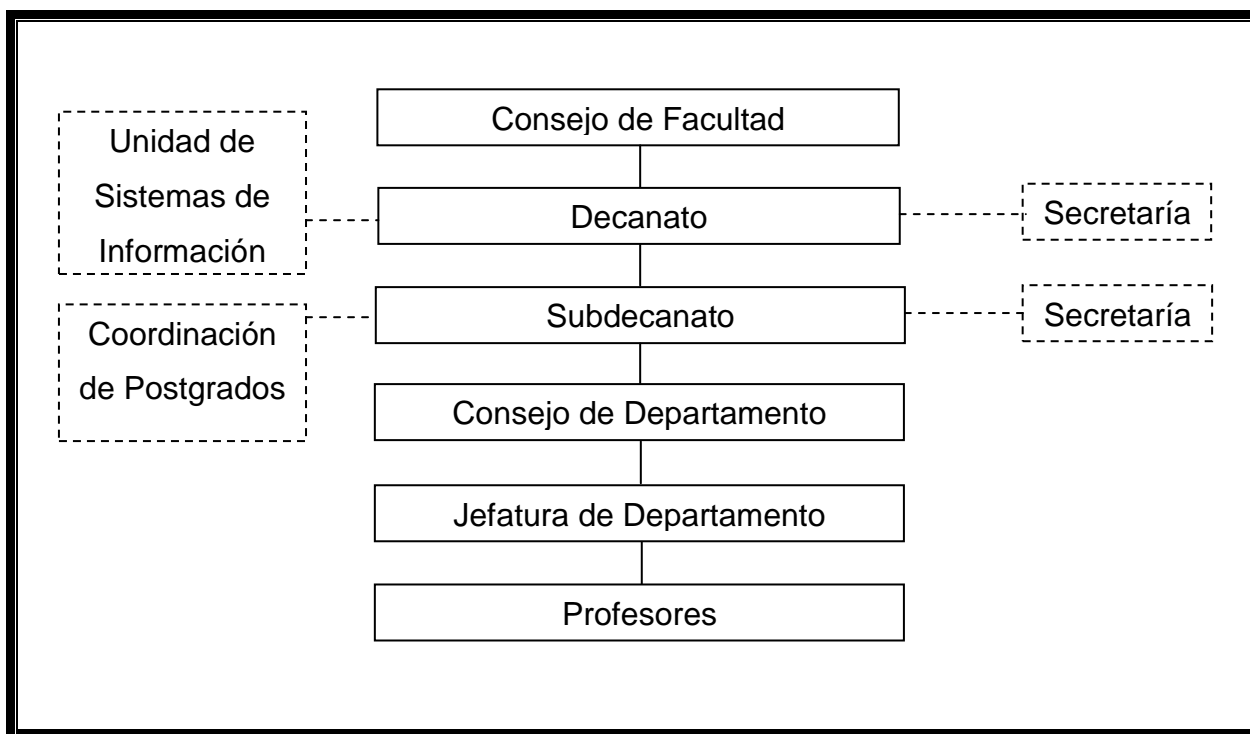 Consejo de Facultad
Unidad de
Sistemas de
Información
Decanato
Secretaría
Coordinación
de Postgrados
Subdecanato
Secretaría
Consejo de Departamento
Jefatura de Departamento
Profesores